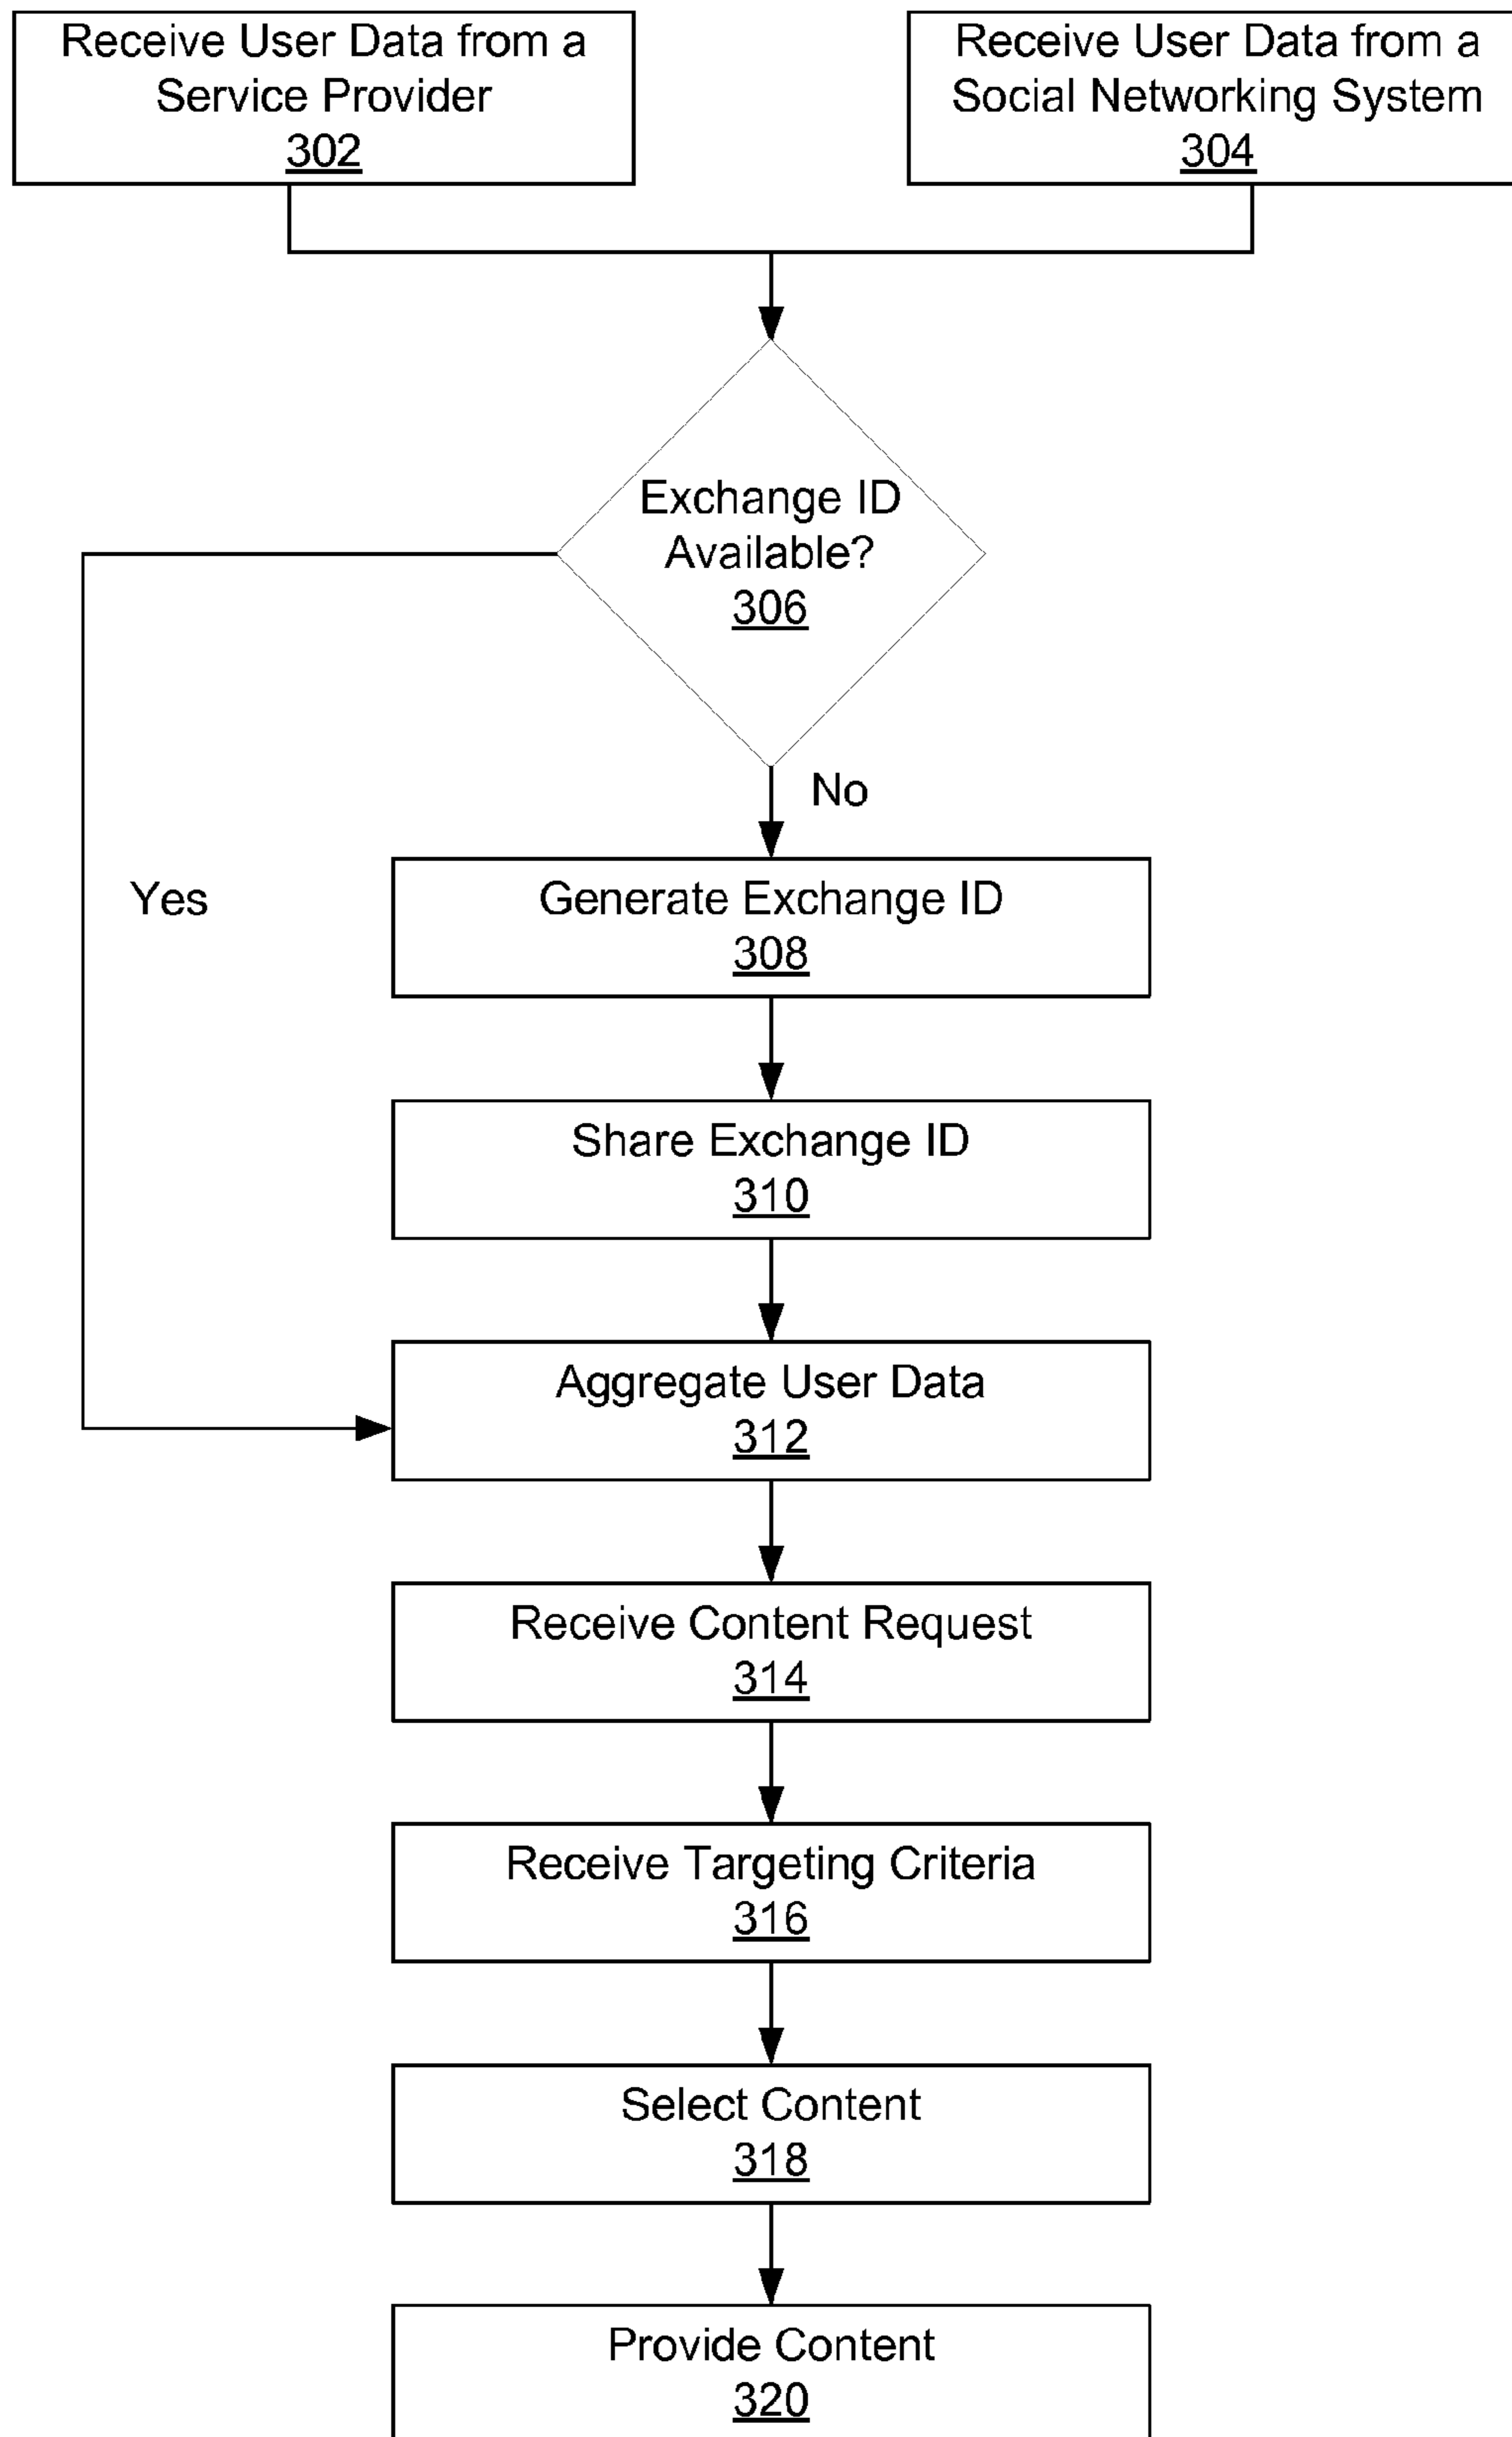 Receive User Data from a
Service Provider
302
Receive User Data from a
Social Networking System
304
Exchange ID
Available?
306
No
Yes
Generate Exchange ID
308
Share Exchange ID
310
Aggregate User Data
312
Receive Content Request
314
Receive Targeting Criteria
316
Select Content
318
Provide Content
320